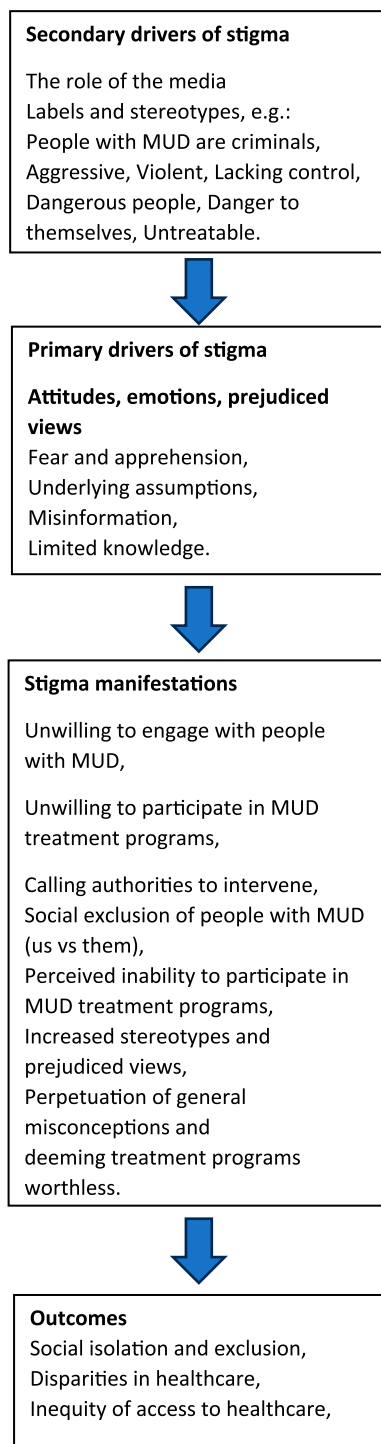 Secondary drivers of stigma
The role of the media
Labels and stereotypes, e.g.:
People with MUD are criminals,
Aggressive, Violent, Lacking control,
Dangerous people, Danger to
themselves, Untreatable.
Primary drivers of stigma
Attitudes, emotions, prejudiced
views
Fear and apprehension,
Underlying assumptions,
Misinformation,
Limited knowledge.
Stigma manifestations
Unwilling to engage with people
with MUD,
Unwilling to participate in MUD
treatment programs,
Calling authorities to intervene,
Social exclusion of people with MUD
(us vs them),
Perceived inability to participate in
MUD treatment programs,
Increased stereotypes and
prejudiced views,
Perpetuation of general
misconceptions and
deeming treatment programs
worthless.
Outcomes
Social isolation and exclusion,
Disparities in healthcare,
Inequity of access to healthcare,